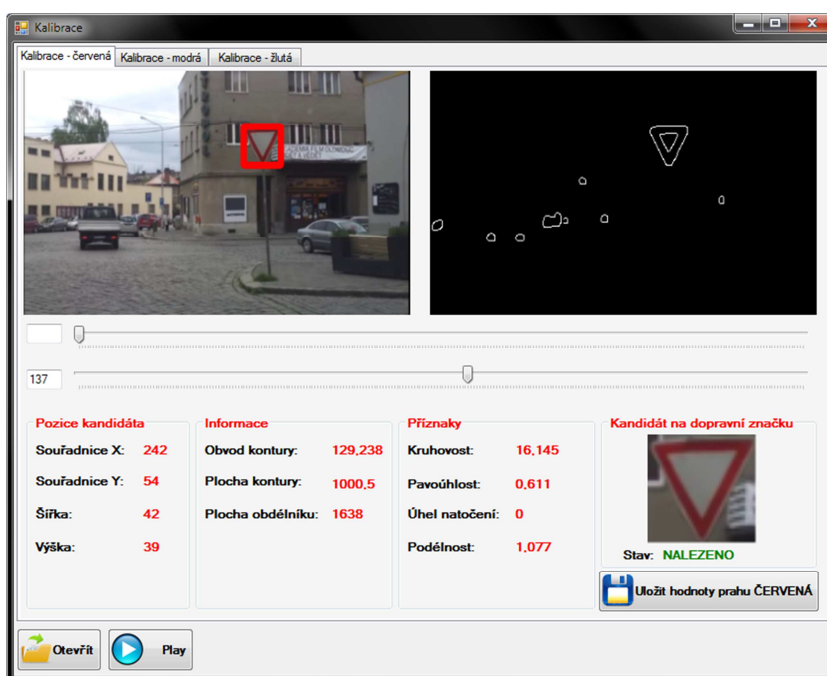 Kalibrace
Kalibrace - červená Kalibrace - modrá Kalibrace - žlutá
137
Pozice kandidáta
Souřadnice X: 242
Souřadnice Y: 54
Šířka: 42
Výška: 39
Informace
Obvod kontury: 129,238
Plocha kontury: 1000,5
Plocha obdélníku: 1638
Příznaky
Kruhovost: 16,145
Pavoúhlost: 0,611
Úhel natočení: 0
Podélnost: 1,077
Kandidát na dopravní značku
Stav: NALEZENO
Uložit hodnoty prahu ČERVENÁ
Otevřít
Play